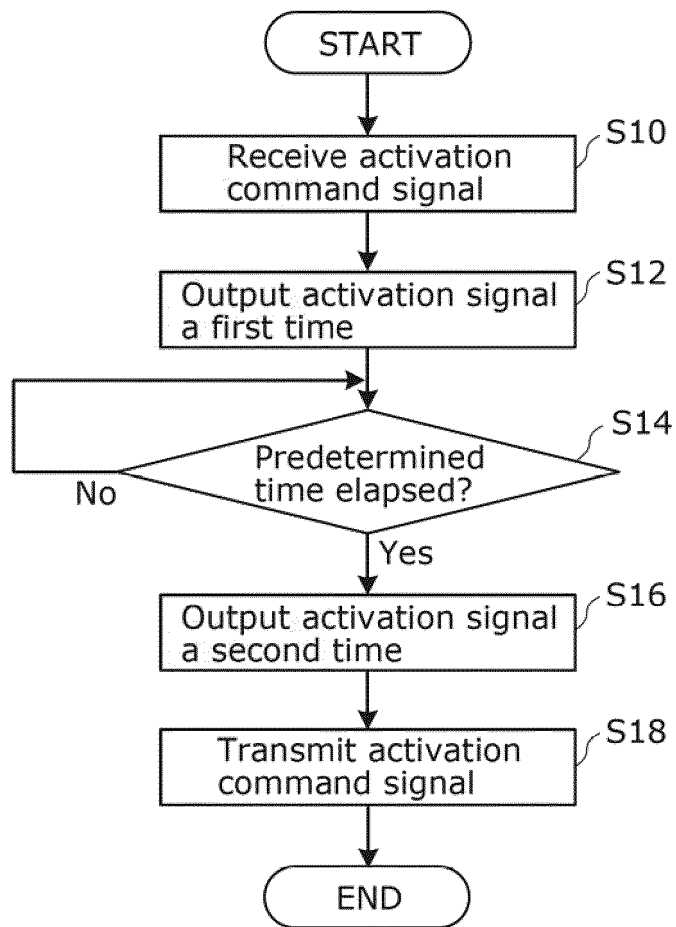 START
S10
Receive activation
command signal
S12
Output activation signal
a first time
S14
Predetermined
time elapsed?
No
Yes
S16
Output activation signal
a second time
S18
Transmit activation
command signal
END